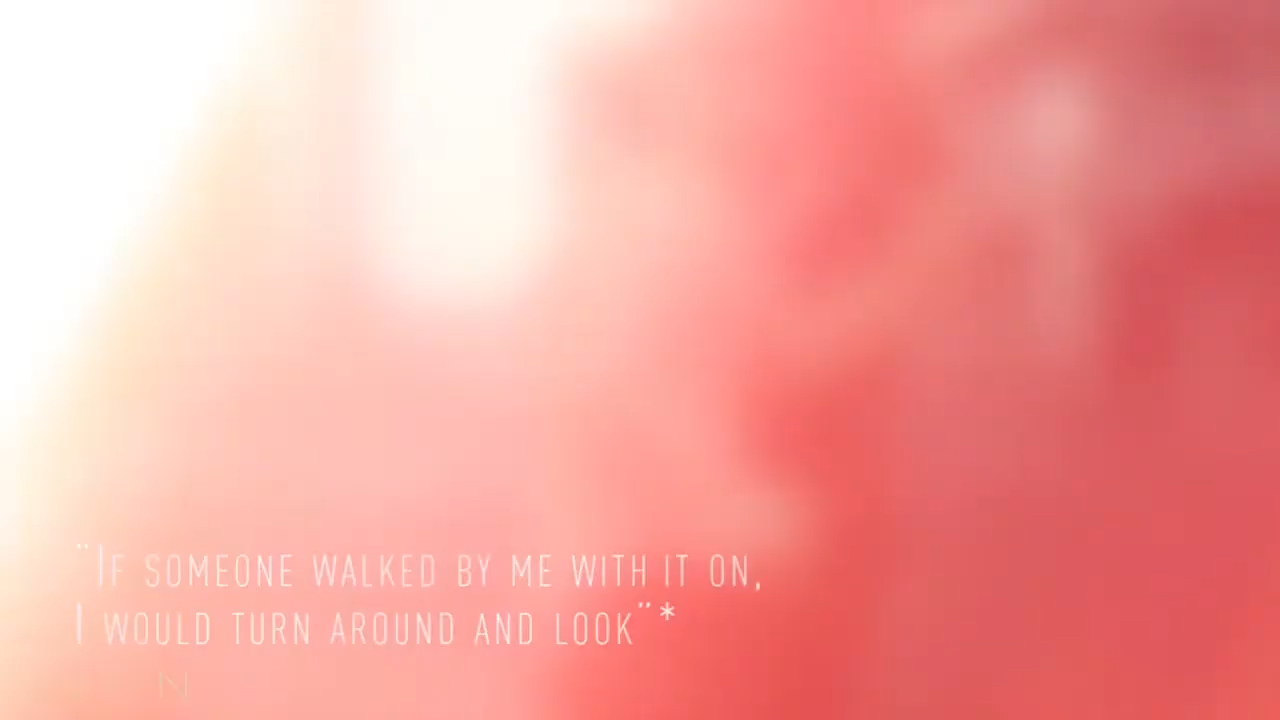 "If someone walked by me with it on,
I would turn around and look"*
N